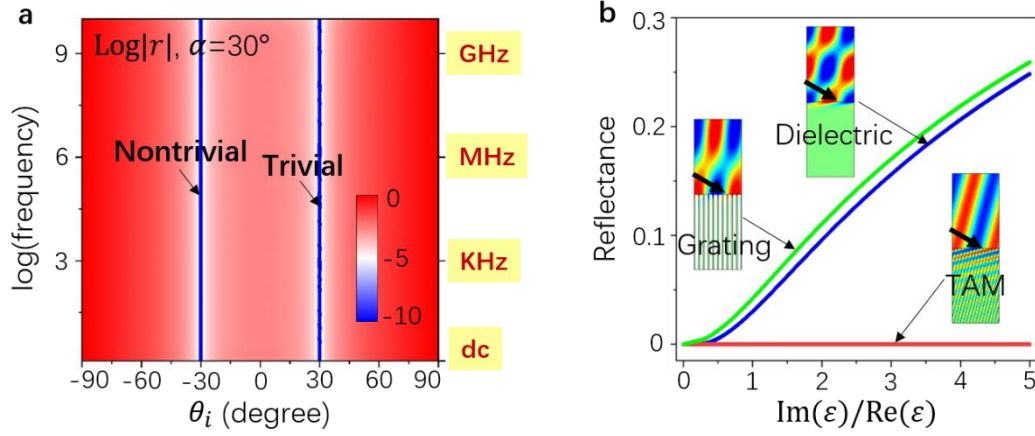 a
Log|r|, α=30°
Nontrivial
Trivial
0
-5
-10
log(frequency)
9
6
3
-90
-60
-30
0
30
60
90
θi (degree)
GHz
MHz
KHz
dc
b
Reflectance
0.3
0.2
0.1
0
Dielectric
Grating
TAM
0
1
2
3
4
5
Im(ε)/Re(ε)